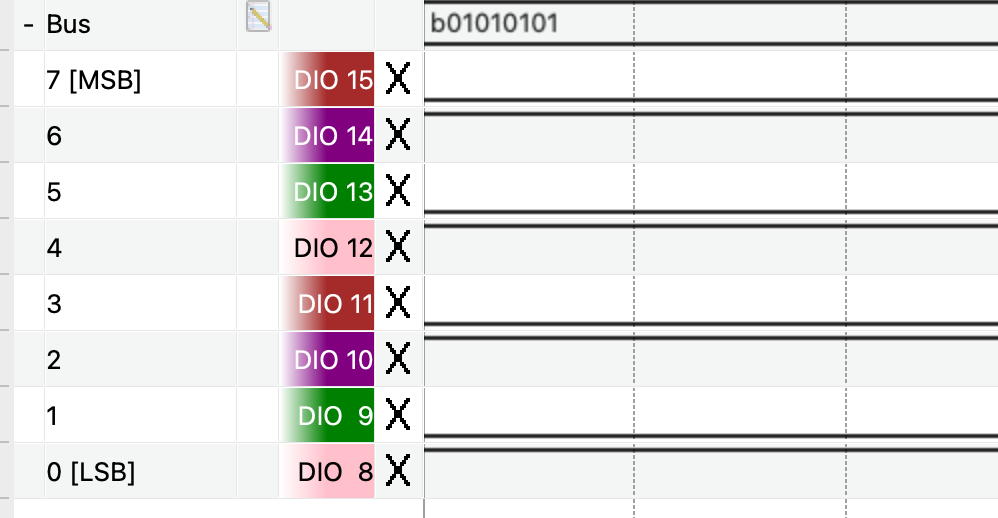 - Bus b01010101
7 [MSB] DIO 15 X
6 DIO 14 X
5 DIO 13 X
4 DIO 12 X
3 DIO 11 X
2 DIO 10 X
1 DIO 9 X
0 [LSB] DIO 8 X